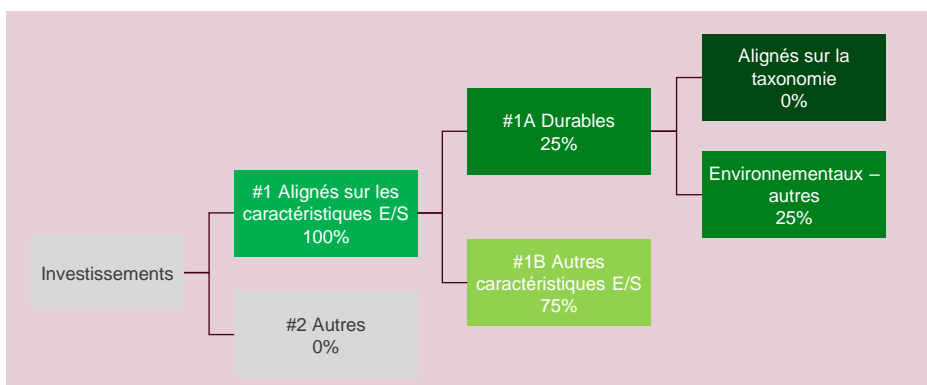 Investissements
#1 Alignés sur les
caractéristiques E/S
100%
#2 Autres
0%
#1A Durables
25%
#1B Autres
caractéristiques E/S
75%
Alignés sur la
taxonomie
0%
Environnementaux –
autres
25%